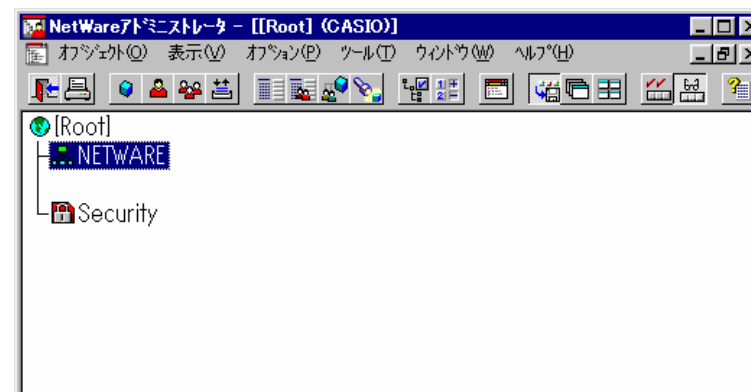 NetWareアドミニストレータ - [[Root] (CASIO)]
オブジェクト(O) 表示(V) オプション(P) ツール(T) ウィンドウ(W) ヘルプ(H)
[Root]
NETWARE
Security